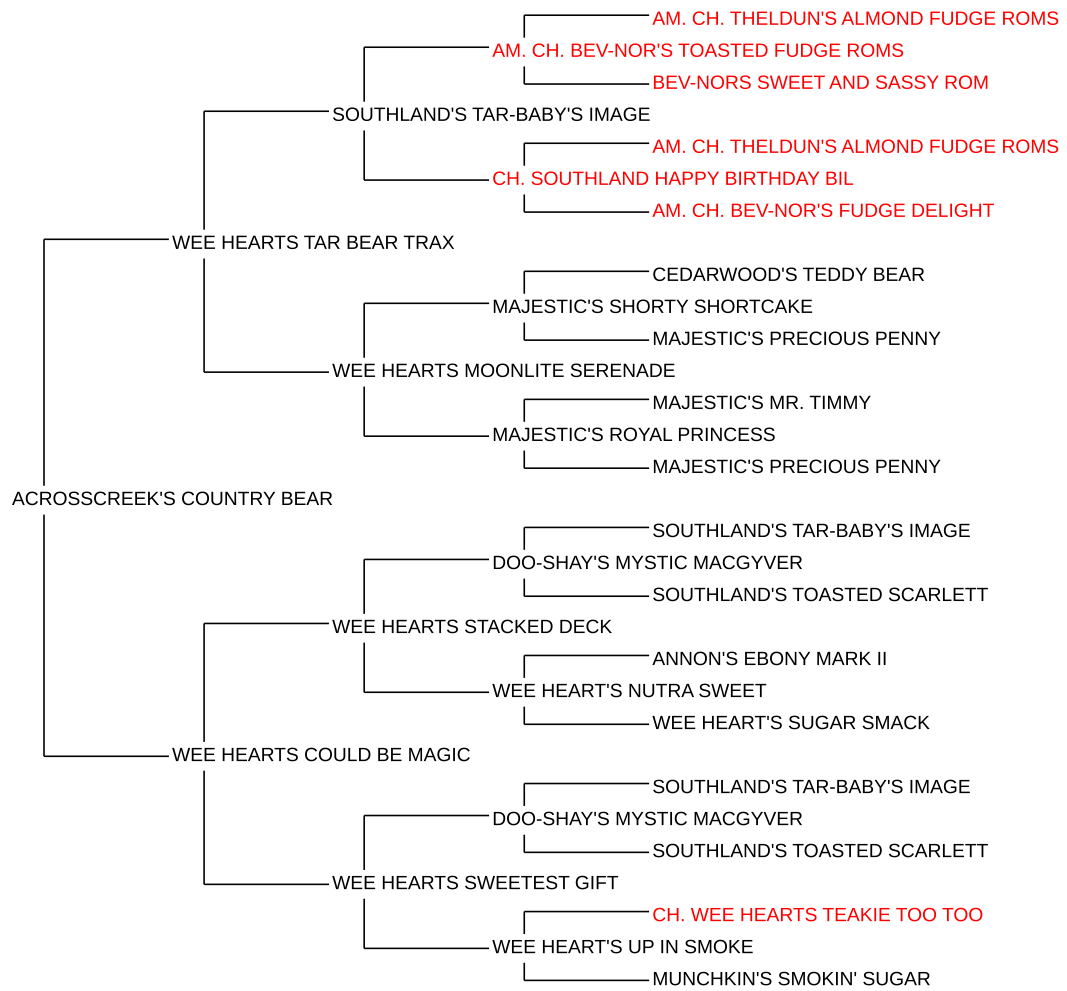 AM. CH. THELDUN'S ALMOND FUDGE ROMS
AM. CH. BEV-NOR'S TOASTED FUDGE ROMS
BEV-NORS SWEET AND SASSY ROM
SOUTHLAND'S TAR-BABY'S IMAGE
AM. CH. THELDUN'S ALMOND FUDGE ROMS
CH. SOUTHLAND HAPPY BIRTHDAY BIL
AM. CH. BEV-NOR'S FUDGE DELIGHT
WEE HEARTS TAR BEAR TRAX
CEDARWOOD'S TEDDY BEAR
MAJESTIC'S SHORTY SHORTCAKE
MAJESTIC'S PRECIOUS PENNY
WEE HEARTS MOONLITE SERENADE
MAJESTIC'S MR. TIMMY
MAJESTIC'S ROYAL PRINCESS
MAJESTIC'S PRECIOUS PENNY
ACROSSCREEK'S COUNTRY BEAR
SOUTHLAND'S TAR-BABY'S IMAGE
DOO-SHAY'S MYSTIC MACGYVER
SOUTHLAND'S TOASTED SCARLETT
WEE HEARTS STACKED DECK
ANNON'S EBONY MARK II
WEE HEART'S NUTRA SWEET
WEE HEART'S SUGAR SMACK
WEE HEARTS COULD BE MAGIC
SOUTHLAND'S TAR-BABY'S IMAGE
DOO-SHAY'S MYSTIC MACGYVER
SOUTHLAND'S TOASTED SCARLETT
WEE HEARTS SWEETEST GIFT
CH. WEE HEARTS TEAKIE TOO TOO
WEE HEART'S UP IN SMOKE
MUNCHKIN'S SMOKIN' SUGAR